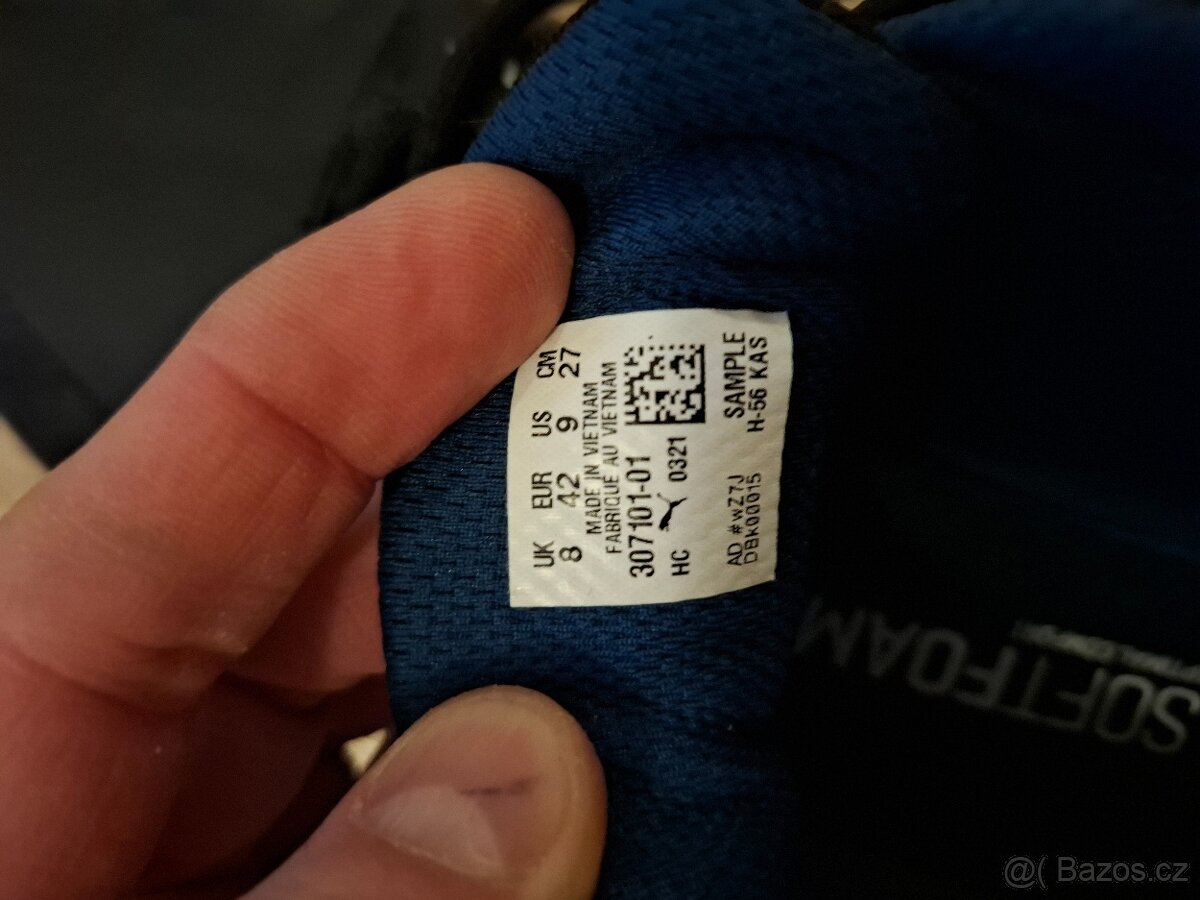 UK EUR US CM
8 42 9 27
MADE IN VIETNAM
FABRIQUE AU VIETNAM
307101-01
HC 0321
AD #wZ7J SAMPLE
DBK00015 H-56 KAS
SOFTFOAM
@( Bazos.cz